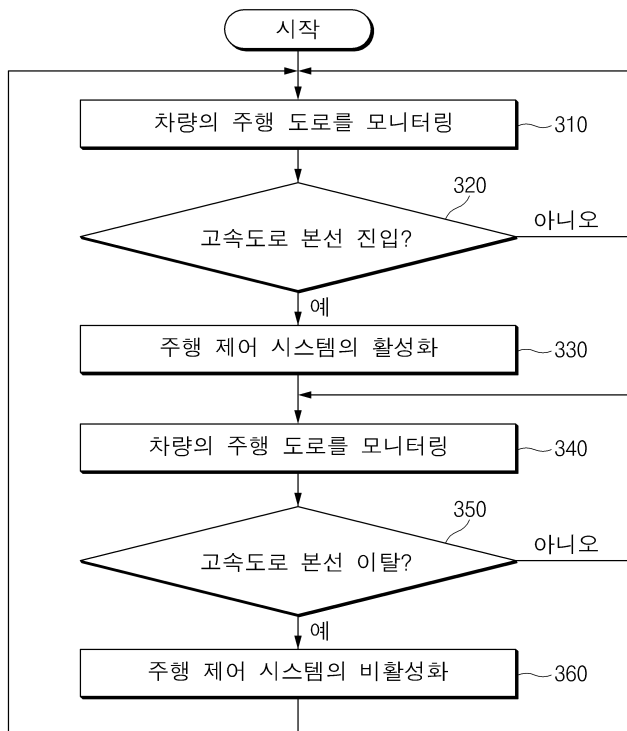 시작
차량의 주행 도로를 모니터링
310
320
고속도로 본선 진입?
아니오
예
주행 제어 시스템의 활성화
330
차량의 주행 도로를 모니터링
340
350
고속도로 본선 이탈?
아니오
예
주행 제어 시스템의 비활성화
360